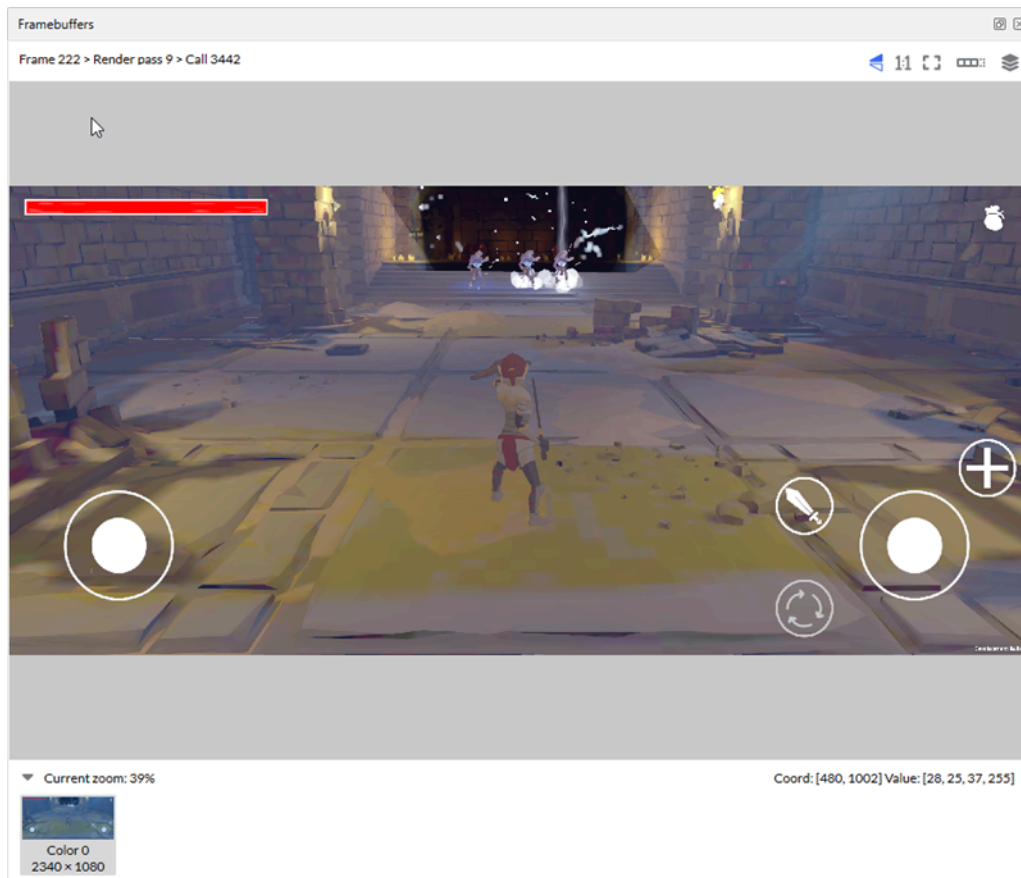 Framebuffers
Frame 222 > Render pass 9 > Call 3442
1:1
Current zoom: 39%
Coord: [480, 1002] Value: [28, 25, 37, 255]
Color 0
2340 × 1080